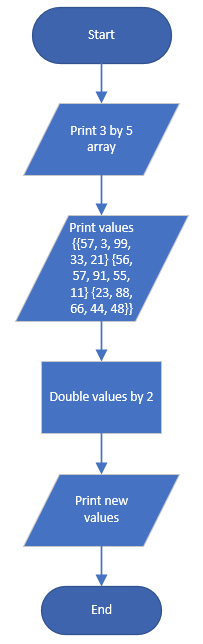 Start
Print 3 by 5
array
Print values
{{57, 3, 99,
33, 21} {56,
57, 91, 55,
11} {23, 88,
66, 44, 48}}
Double values by 2
Print new
values
End